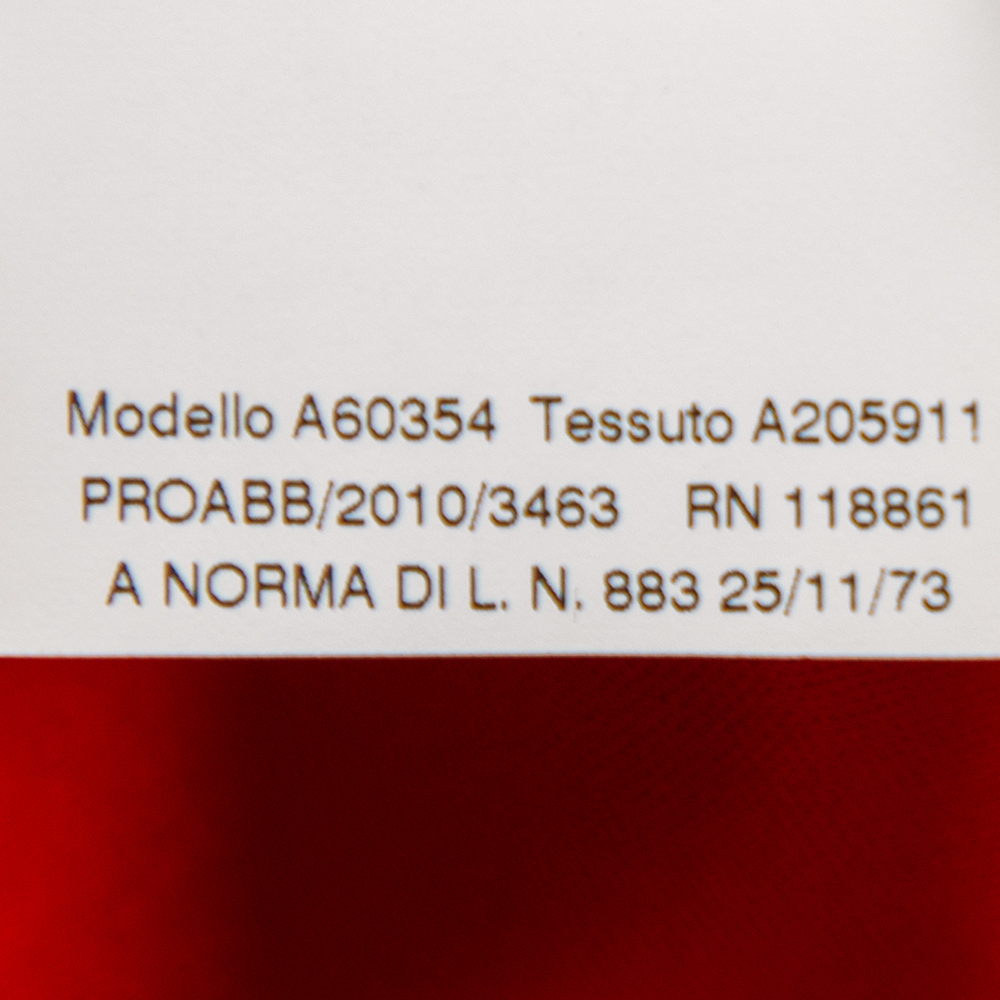 Modello A60354 Tessuto A205911
PROABB/2010/3463 RN 118861
A NORMA DI L. N. 883 25/11/73